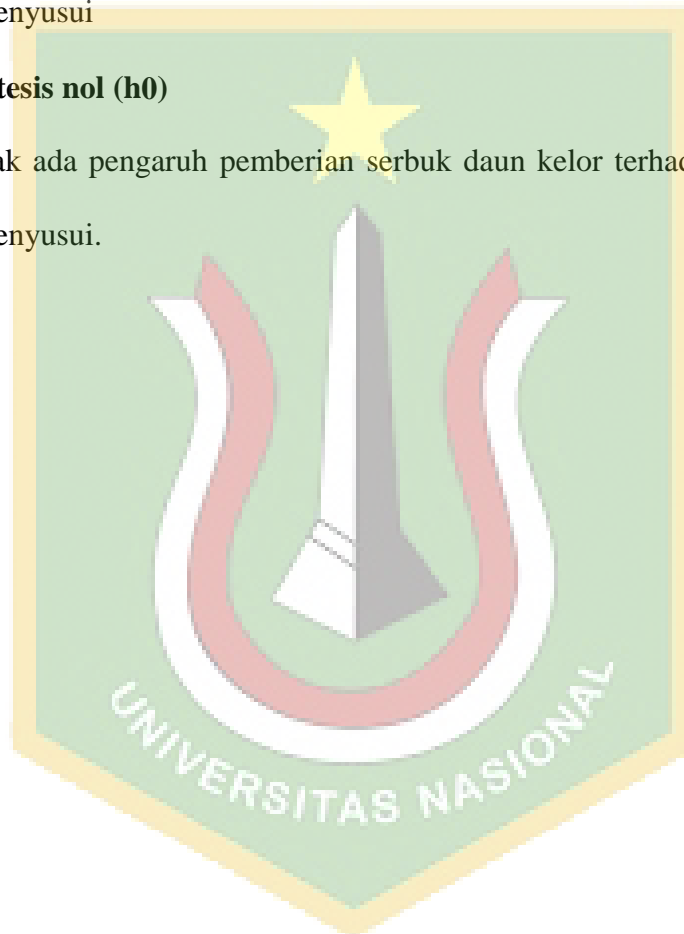 enyusui
tesis nol (h0)
ak ada pengaruh pemberian serbuk daun kelor terhad
enyusui.
UNIVERSITAS NASIONAL